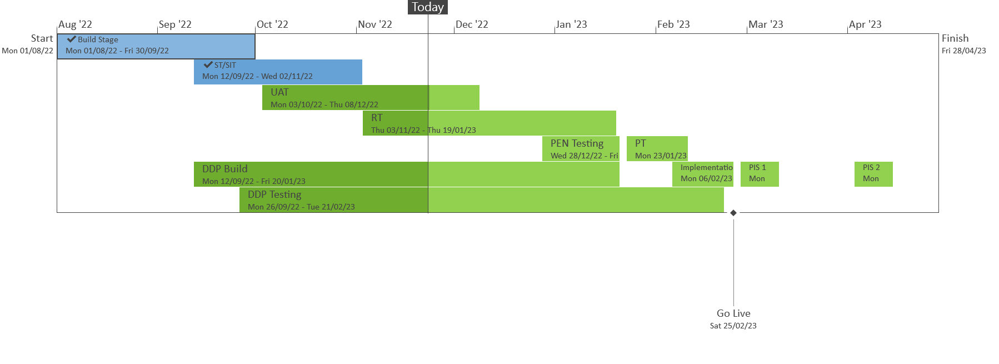 Today
Aug '22
Sep '22
Oct '22
Nov '22
Dec '22
Jan '23
Feb '23
Mar '23
Apr '23
Start
Mon 01/08/22
Finish
Fri 28/04/23
Build Stage
Mon 01/08/22 - Fri 30/09/22
ST/SIT
Mon 12/09/22 - Wed 02/11/22
UAT
Mon 03/10/22 - Thu 08/12/22
RT
Thu 03/11/22 - Thu 19/01/23
PEN Testing
Wed 28/12/22 - Fri
PT
Mon 23/01/23
DDP Build
Mon 12/09/22 - Fri 20/01/23
Implementatio
Mon 06/02/23
PIS 1
Mon
PIS 2
Mon
DDP Testing
Mon 26/09/22 - Tue 21/02/23
Go Live
Sat 25/02/23